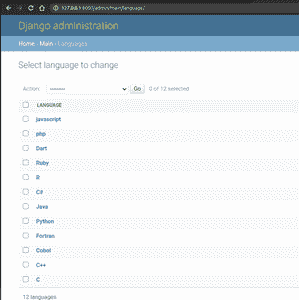 127.0.0.1:8000/admin/main/language/
Django administration
Home › Main › Languages
Select language to change
Action: --------- Go 0 of 12 selected
LANGUAGE
javascript
php
Dart
Ruby
R
C#
Java
Python
Fortran
Cobol
C++
C
12 languages